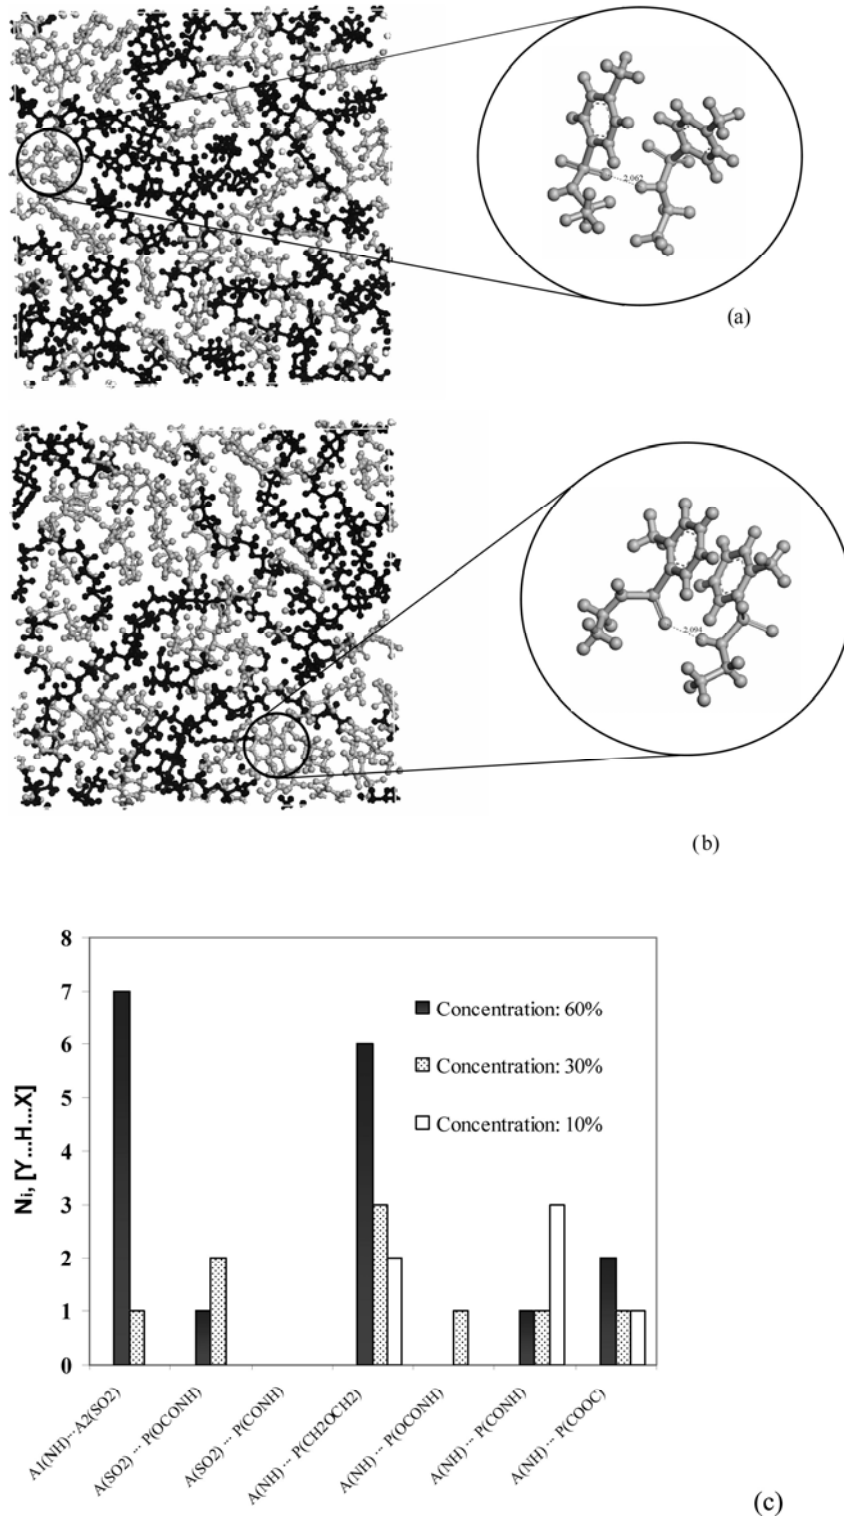 2.062
(a)
2.094
(b)
8
7
6
5
4
3
2
1
0
Ni, [Y...H...X]
Concentration: 60%
Concentration: 30%
Concentration: 10%
A1(NH)··· A2(SO2)
A(SO2) ··· P(OCONH)
A(SO2) ··· P(CONH)
A(NH) ··· P(CH2OCH2)
A(NH) ··· P(OCONH)
A(NH) ··· P(CONH)
A(NH) ··· P(COOC)
(c)